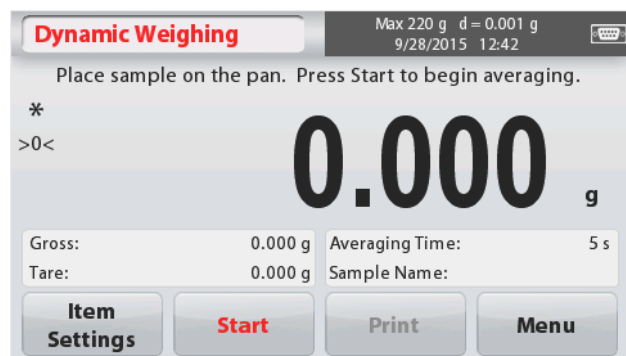 Dynamic Weighing
Max 220 g d = 0.001 g
9/28/2015 12:42
Place sample on the pan. Press Start to begin averaging.
*
>0<
0.000 g
Gross: 0.000 g
Tare: 0.000 g
Averaging Time: 5 s
Sample Name:
Item
Settings
Start
Print
Menu